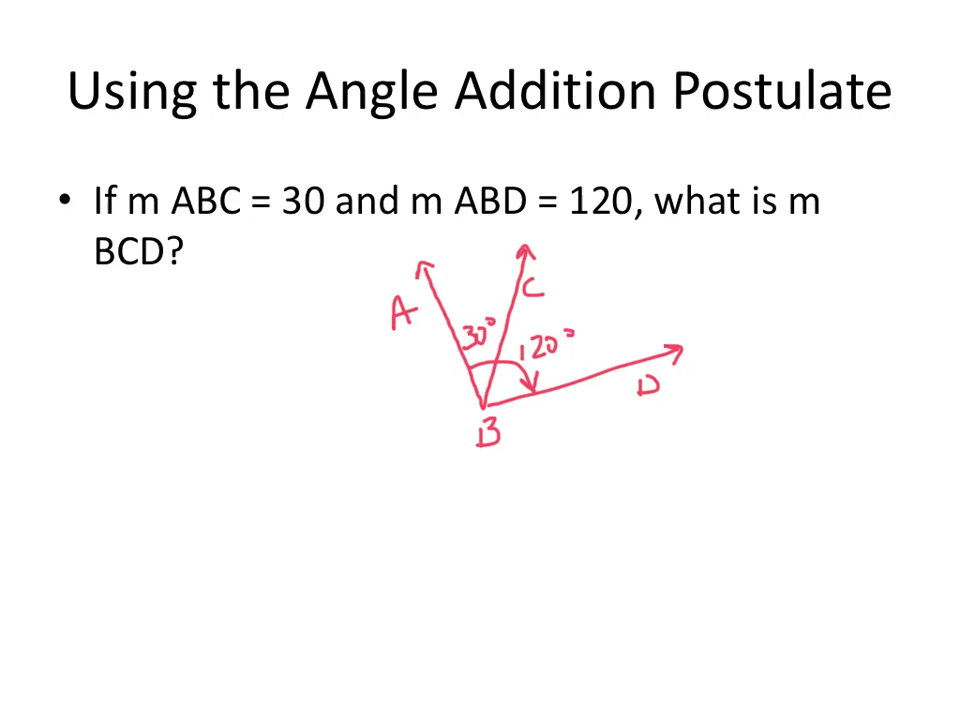 Using the Angle Addition Postulate
• If m ABC = 30 and m ABD = 120, what is m
BCD?
A
C
30°
120°
D
B